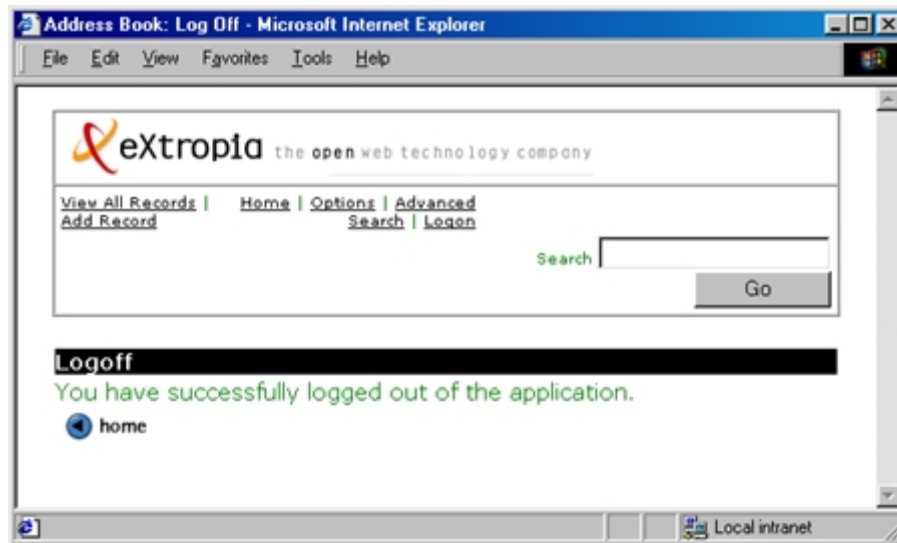 Address Book: Log Off - Microsoft Internet Explorer
File Edit View Favorites Tools Help
eXtropia the open web technology company
View All Records | Home | Options | Advanced
Add Record Search | Logon
Search
Go
Logoff
You have successfully logged out of the application.
home
Local intranet